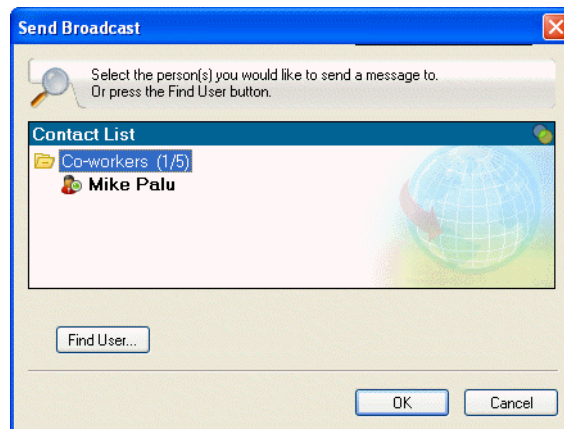 Send Broadcast
Select the person(s) you would like to send a message to.
Or press the Find User button.
Contact List
Co-workers (1/5)
Mike Palu
Find User...
OK
Cancel